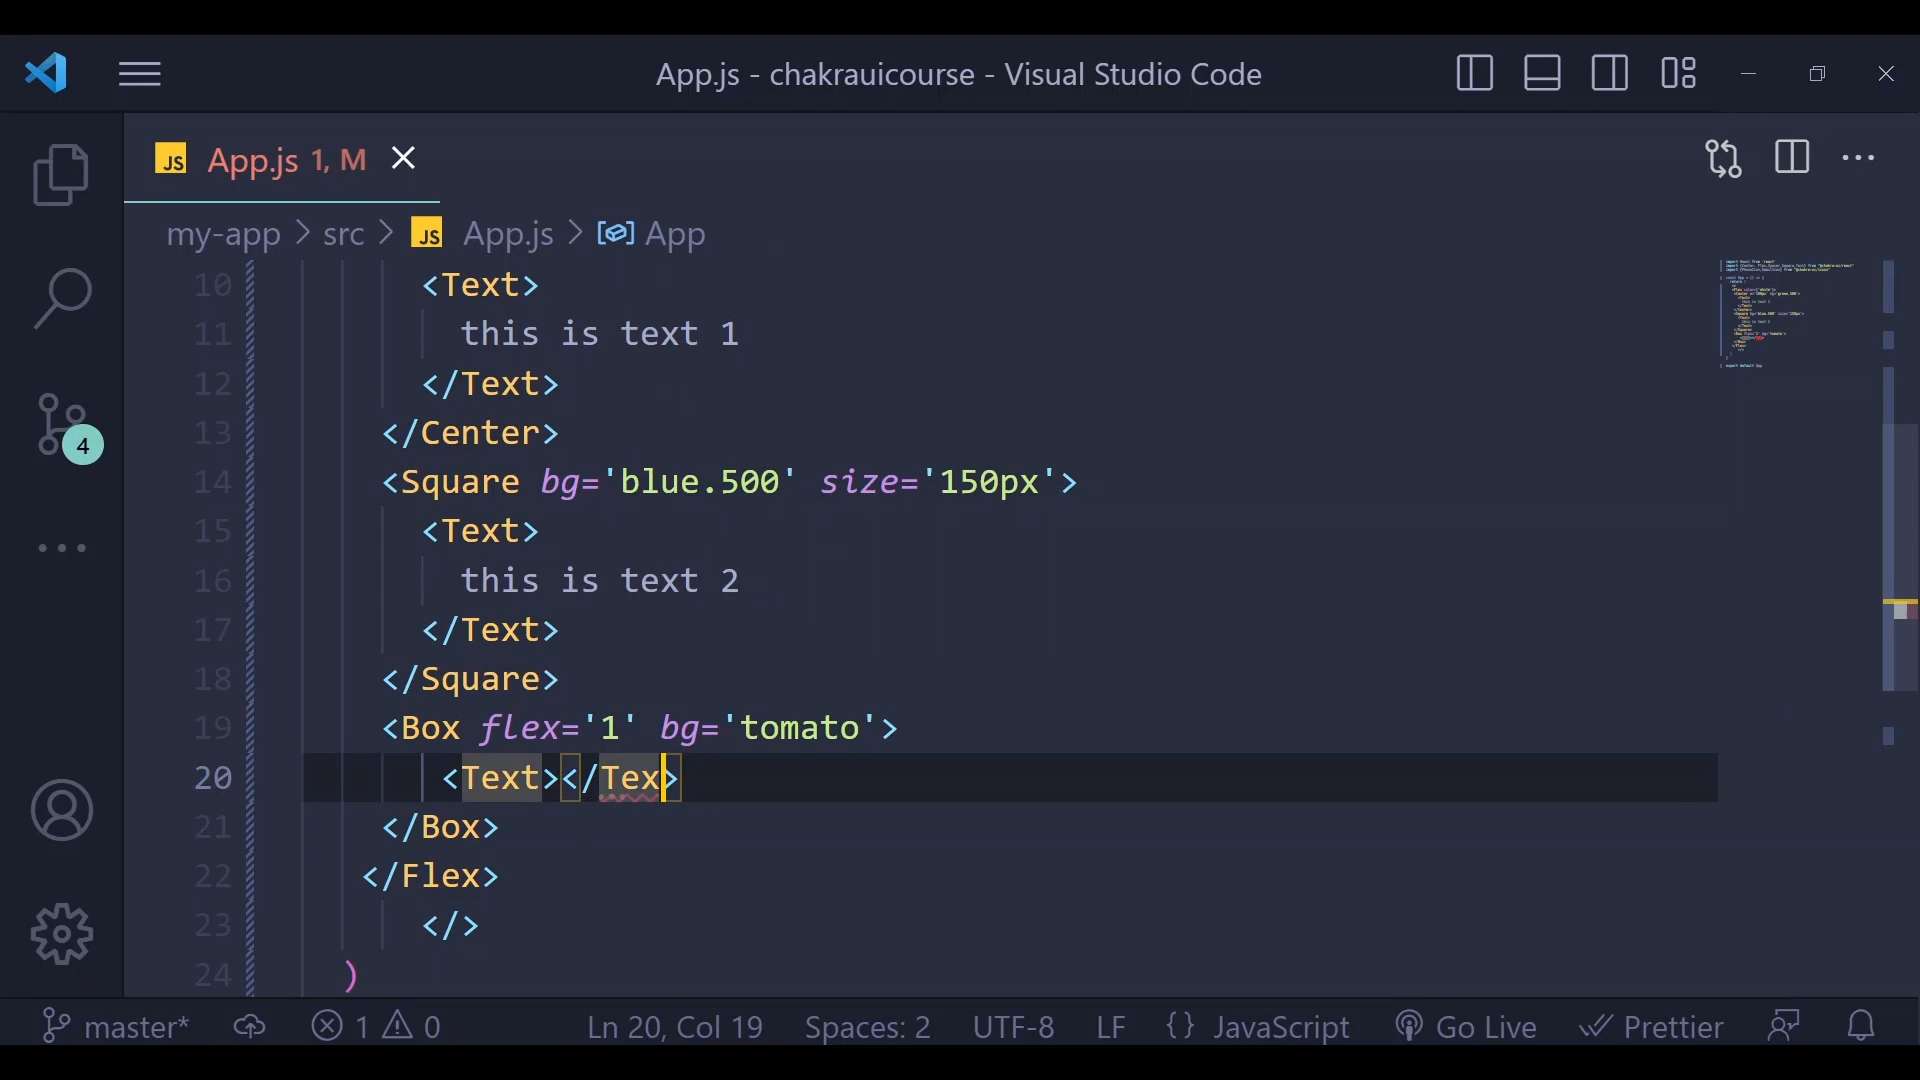 App.js - chakrauicourse - Visual Studio Code
JS App.js 1, M
my-app > src > JS App.js > App
10 <Text>
11 this is text 1
12 </Text>
13 </Center>
14 <Square bg='blue.500' size='150px'>
15 <Text>
16 this is text 2
17 </Text>
18 </Square>
19 <Box flex='1' bg='tomato'>
20 <Text></Tex>
21 </Box>
22 </Flex>
23 </>
24 )
4
master* 1 0 Ln 20, Col 19 Spaces: 2 UTF-8 LF {} JavaScript Go Live Prettier